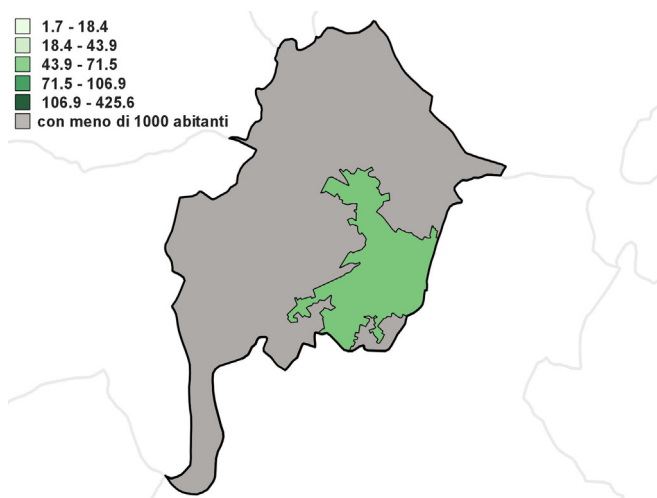 1.7 - 18.4
18.4 - 43.9
43.9 - 71.5
71.5 - 106.9
106.9 - 425.6
con meno di 1000 abitanti